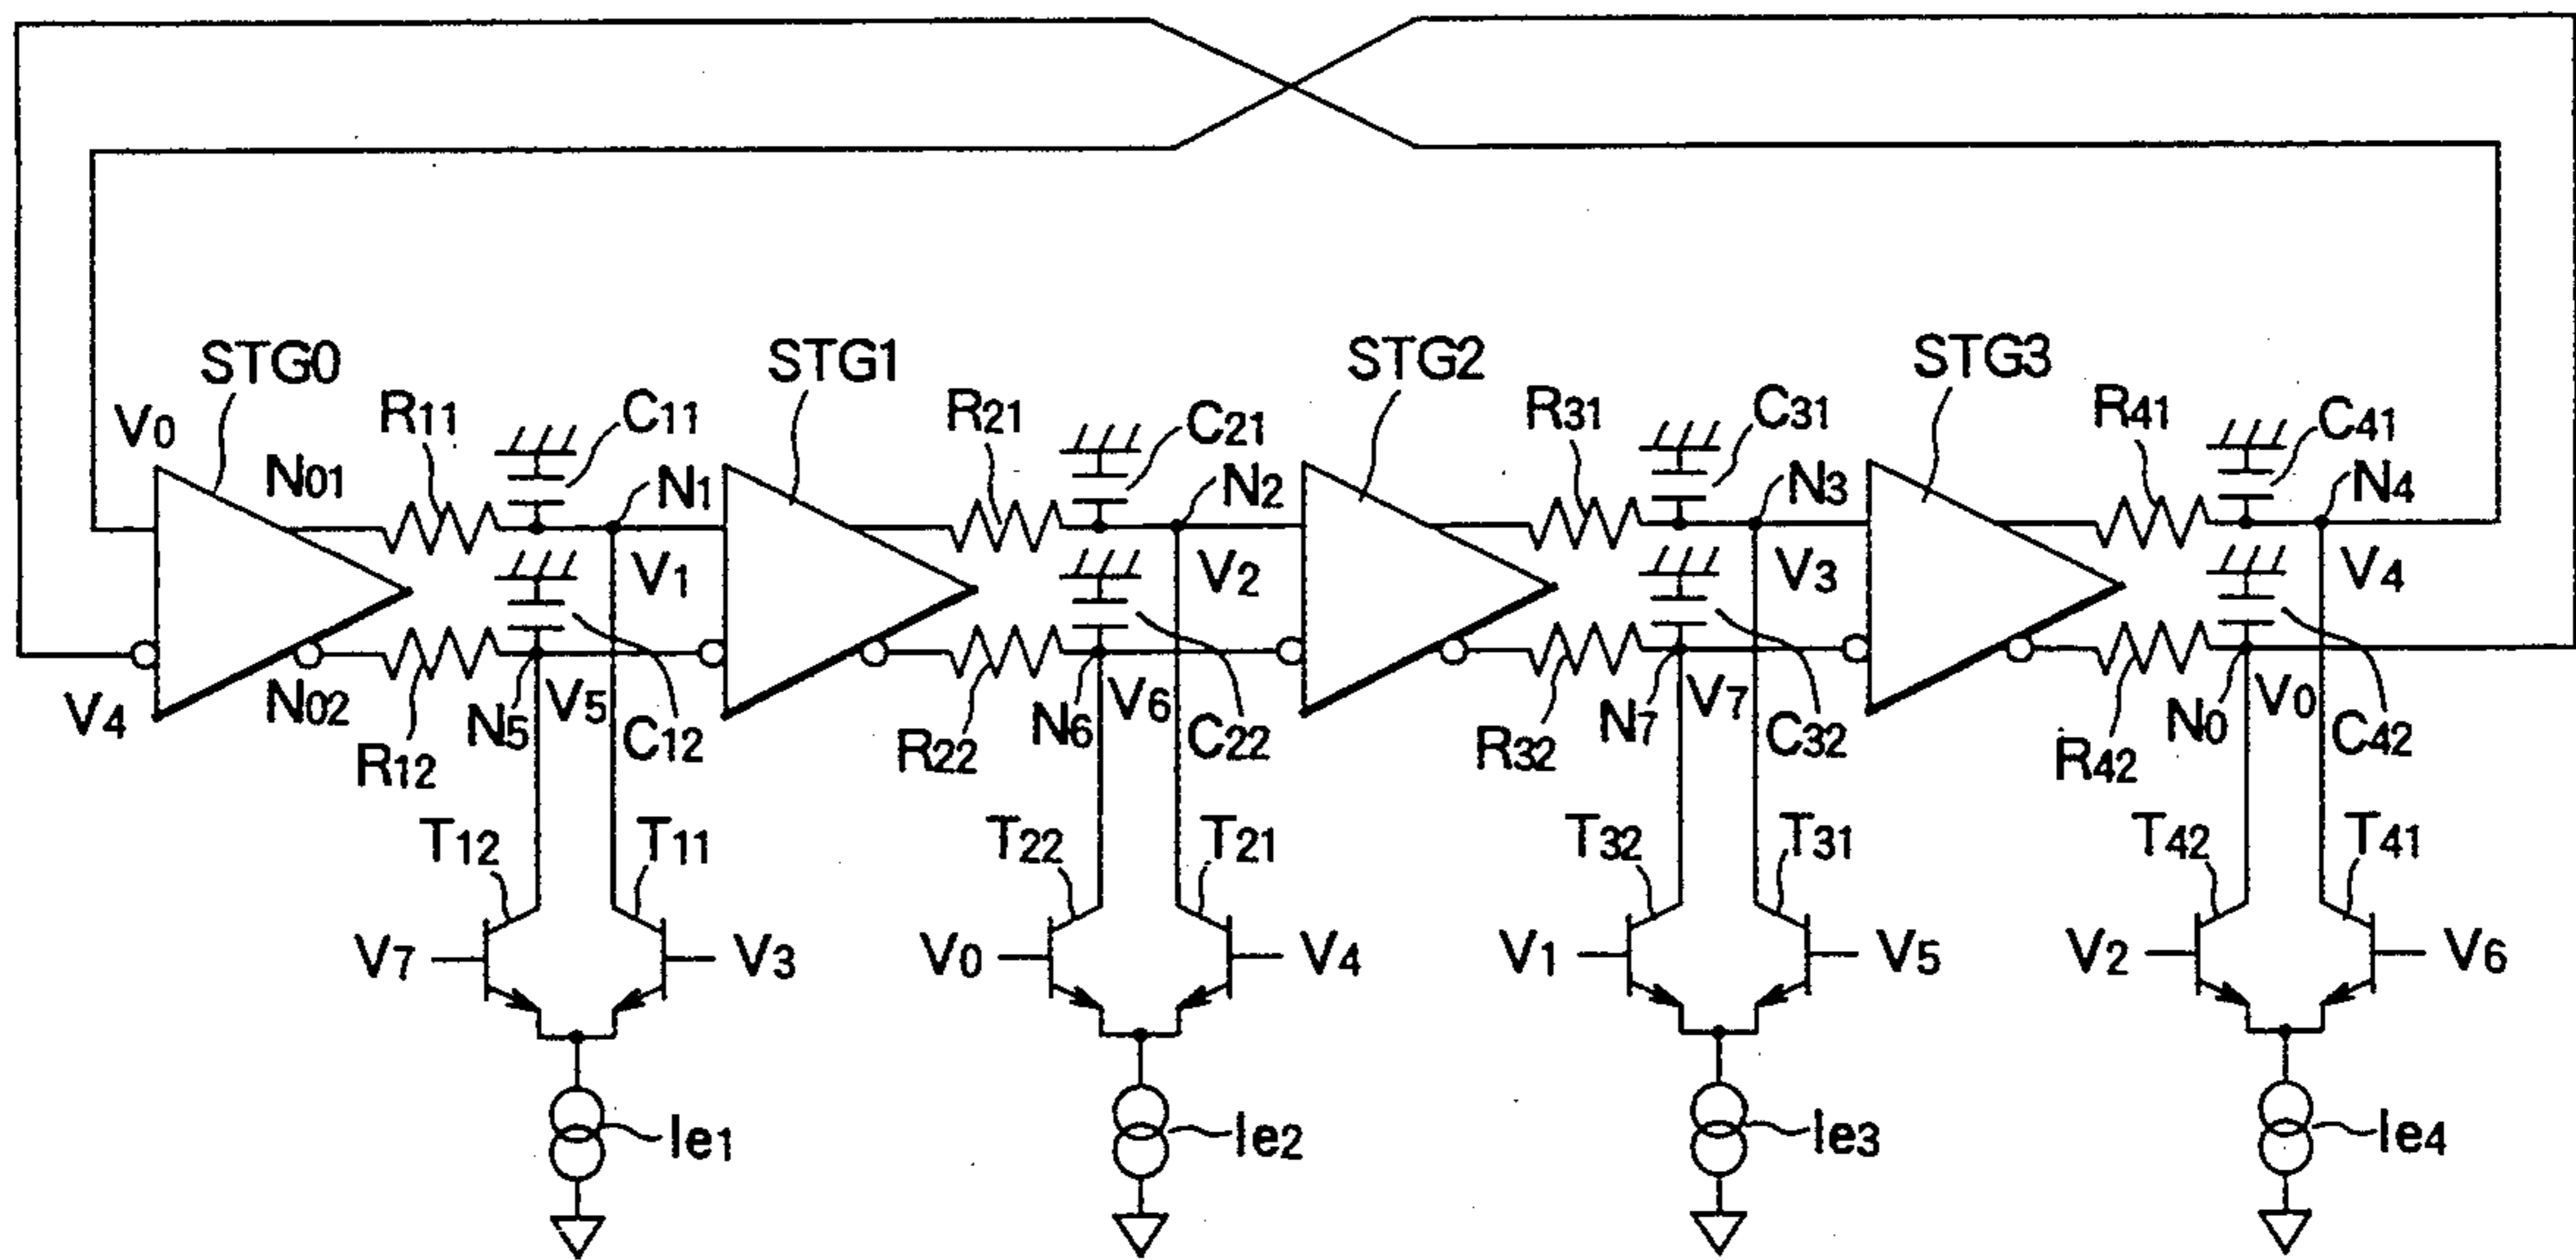 STG0
STG1
STG2
STG3
V0
N01
R11
C11
N1
R21
C21
N2
R31
C31
N3
R41
C41
N4
V1
V2
V3
V4
V4
N02
R12
N5
V5
C12
R22
N6
V6
C22
R32
N7
V7
C32
R42
N0
V0
C42
T12
T11
T22
T21
T32
T31
T42
T41
V7
V3
V0
V4
V1
V5
V2
V6
Ie1
Ie2
Ie3
Ie4